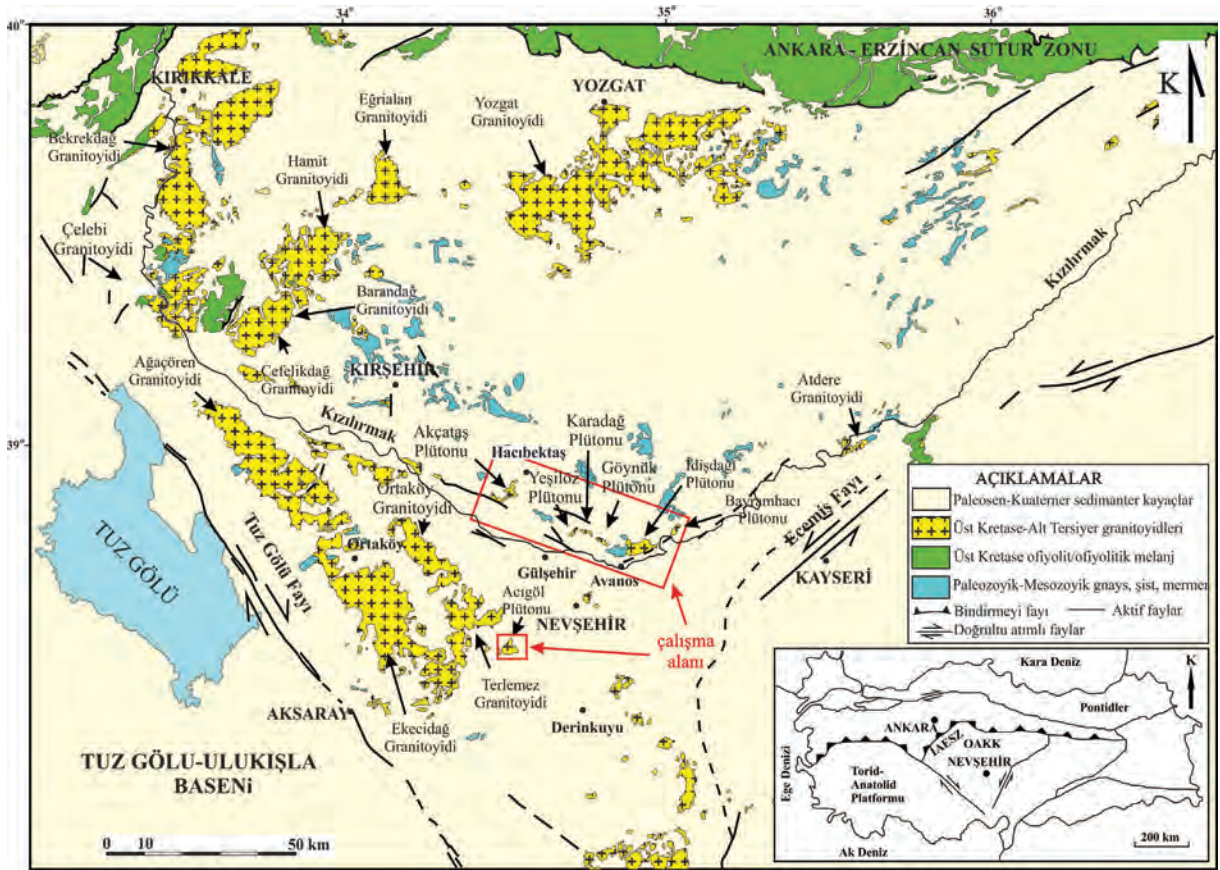 34°
35°
36°
40°
39°
ANKARA - ERZİNCAN SUTUR ZONU
K
KIRIKKALE
Bekrekdağ
Granitoyidi
Eğrialan
Granitoyidi
Yozgat
Granitoyidi
YOZGAT
Hamit
Granitoyidi
Çelebi
Granitoyidi
Barandağ
Granitoyidi
Ağaçören
Granitoyidi
Cefelikdağ
Granitoyidi
KIRŞEHİR
Kızılırmak
Kızılırmak
Atdere
Granitoyidi
Akçataş
Plütonu
Hacıbektaş
Karadağ
Plütonu
Yeşilöz
Plütonu
Göynük
Plütonu
İdişdağı
Plütonu
Bayramhacı
Plütonu
Ortaköy
Granitoyidi
Ortaköy
TUZ GÖLÜ
Tuz Gölü Fayı
Gülşehir
Avanos
Ecemiş Fayı
KAYSERİ
Acıgöl
Plütonu
NEVŞEHİR
çalışma
alanı
Terlemez
Granitoyidi
AKSARAY
Ekecidağ
Granitoyidi
Derinkuyu
TUZ GÖLÜ-ULUKIŞLA
BASENİ
0 10 50 km
AÇIKLAMALAR
Paleosen-Kuaterner sedimanter kayaçlar
Üst Kretase-Alt Tersiyer granitoyidleri
Üst Kretase ofiyolit/ofiyolitik melanj
Paleozoyik-Mesozoyik gnays, şist, mermer
Bindirmeyi fayı Aktif faylar
Doğrultu atımlı faylar
Kara Deniz
K
Pontidler
ANKARA
İAESZ
OAKK
NEVŞEHİR
Ege Denizi
Torid-
Anatolid
Platformu
Ak Deniz
200 km